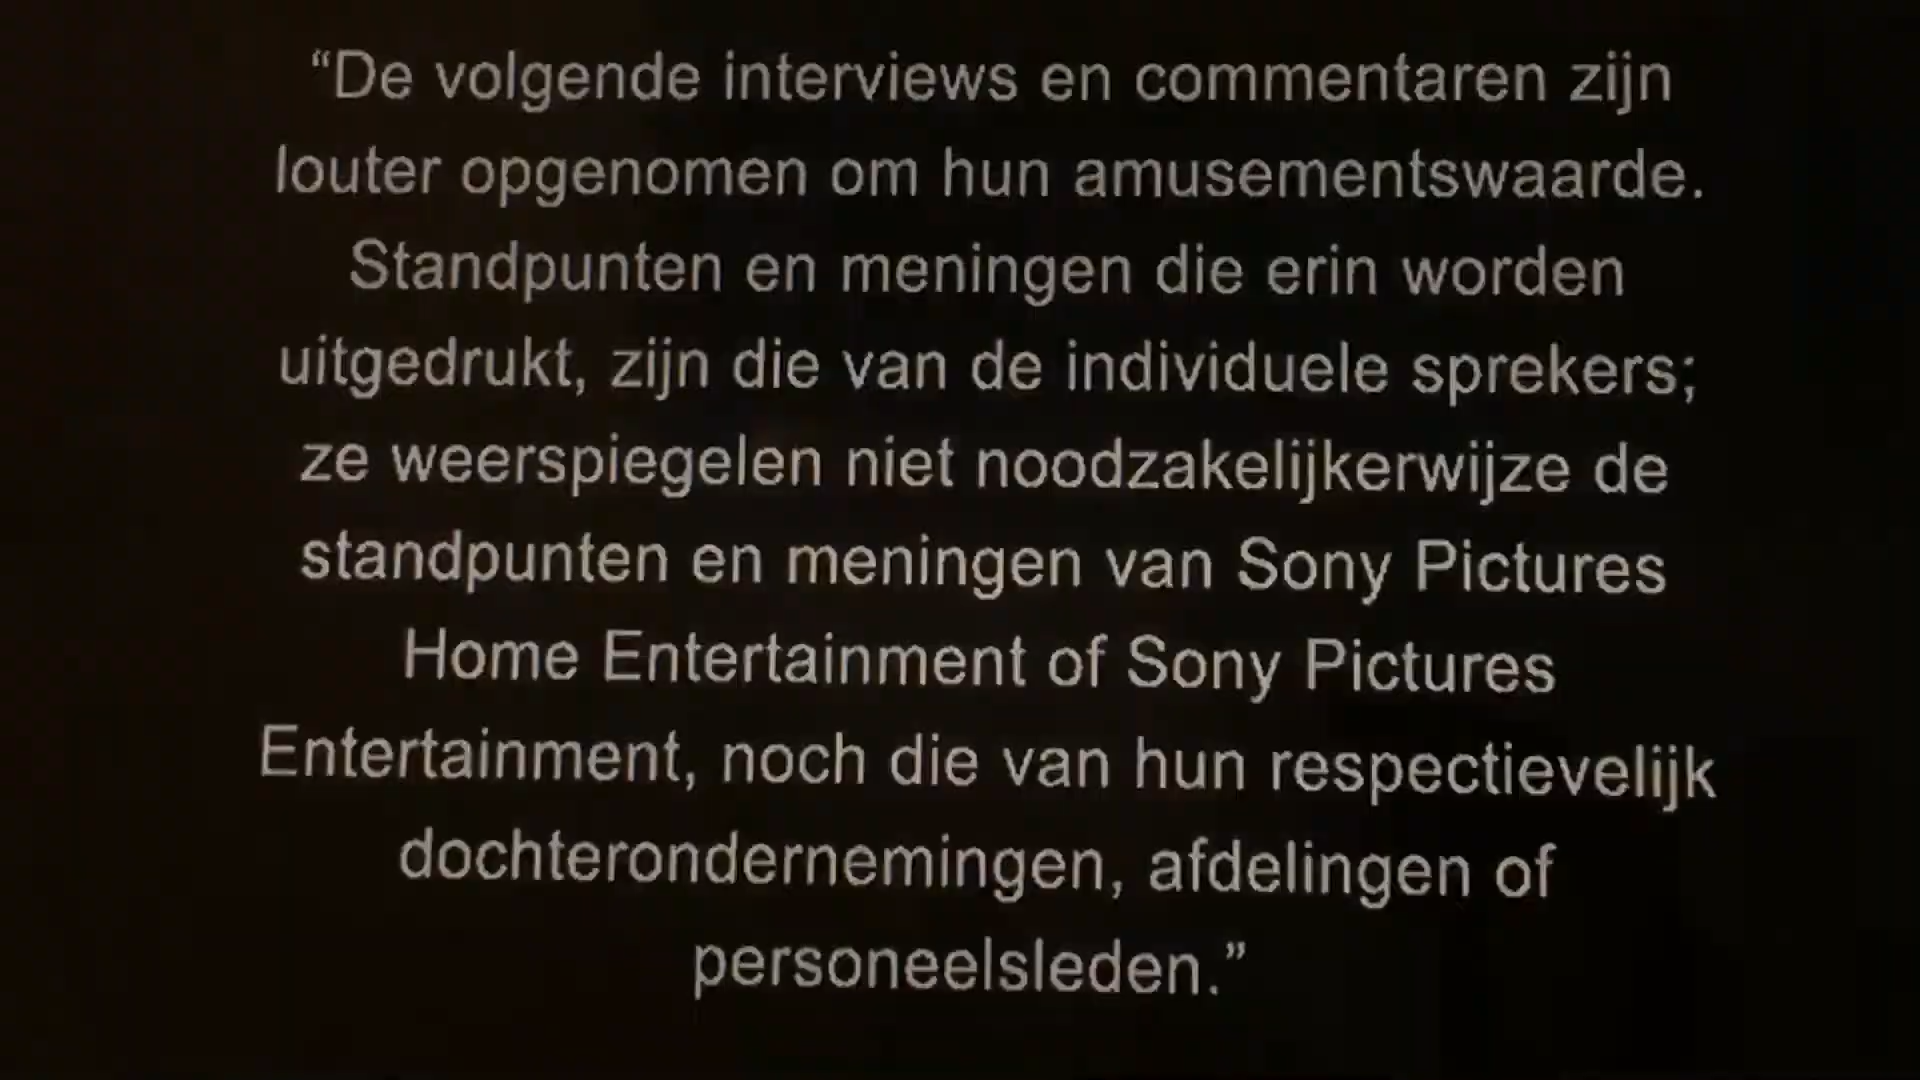 “De volgende interviews en commentaren zijn
louter opgenomen om hun amusementswaarde.
Standpunten en meningen die erin worden
uitgedrukt, zijn die van de individuele sprekers;
ze weerspiegelen niet noodzakelijkerwijze de
standpunten en meningen van Sony Pictures
Home Entertainment of Sony Pictures
Entertainment, noch die van hun respectievelijk
dochterondernemingen, afdelingen of
personeelsleden.”